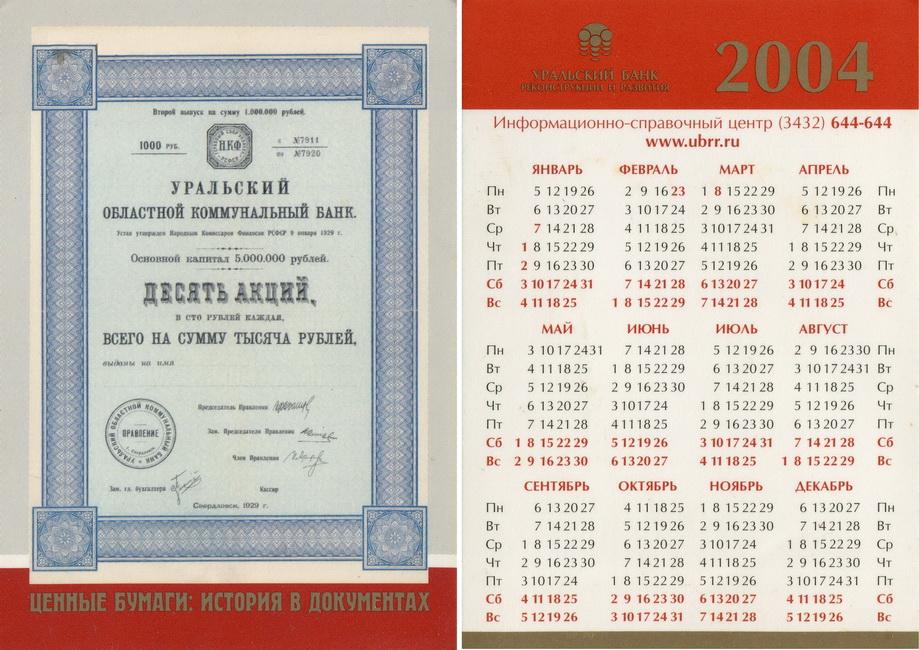 Второй выпуск на сумму 1.000.000 рублей.
1000 РУБ.
Н.К.Ф
РСФСР
с №7911
по №7920
УРАЛЬСКИЙ
ОБЛАСТНОЙ КОММУНАЛЬНЫЙ БАНК.
Устав утвержден Народным Комиссаром Финансов РСФСР 9 января 1929 г.
Основной капитал 5.000.000 рублей.
ДЕСЯТЬ АКЦИЙ,
В СТО РУБЛЕЙ КАЖДАЯ,
ВСЕГО НА СУММУ ТЫСЯЧА РУБЛЕЙ,
выданы на имя
Председатель Правления
УРАЛЬСКИЙ ОБЛАСТНОЙ КОММУНАЛЬНЫЙ БАНК
ПРАВЛЕНИЕ
Зам. Председателя Правления
Член Правления
Зам. гл. бухгалтера
Кассир
Свердловск, 1929 г.
ЦЕННЫЕ БУМАГИ: ИСТОРИЯ В ДОКУМЕНТАХ
УРАЛЬСКИЙ БАНК
РЕКОНСТРУКЦИИ И РАЗВИТИЯ
2004
Информационно-справочный центр (3432) 644-644
www.ubrr.ru
ЯНВАРЬ ФЕВРАЛЬ МАРТ АПРЕЛЬ
Пн 5 12 19 26 2 9 16 23 1 8 15 22 29 5 12 19 26 Пн
Вт 6 13 20 27 3 10 17 24 2 9 16 23 30 6 13 20 27 Вт
Ср 7 14 21 28 4 11 18 25 3 10 17 24 31 7 14 21 28 Ср
Чт 1 8 15 22 29 5 12 19 26 4 11 18 25 1 8 15 22 29 Чт
Пт 2 9 16 23 30 6 13 20 27 5 12 19 26 2 9 16 23 30 Пт
Сб 3 10 17 24 31 7 14 21 28 6 13 20 27 3 10 17 24 Сб
Вс 4 11 18 25 1 8 15 22 29 7 14 21 28 4 11 18 25 Вс
МАЙ ИЮНЬ ИЮЛЬ АВГУСТ
Пн 3 10 17 24 31 7 14 21 28 5 12 19 26 2 9 16 23 30 Пн
Вт 4 11 18 25 1 8 15 22 29 6 13 20 27 3 10 17 24 31 Вт
Ср 5 12 19 26 2 9 16 23 30 7 14 21 28 4 11 18 25 Ср
Чт 6 13 20 27 3 10 17 24 1 8 15 22 29 5 12 19 26 Чт
Пт 7 14 21 28 4 11 18 25 2 9 16 23 30 6 13 20 27 Пт
Сб 1 8 15 22 29 5 12 19 26 3 10 17 24 31 7 14 21 28 Сб
Вс 2 9 16 23 30 6 13 20 27 4 11 18 25 1 8 15 22 29 Вс
СЕНТЯБРЬ ОКТЯБРЬ НОЯБРЬ ДЕКАБРЬ
Пн 6 13 20 27 4 11 18 25 1 8 15 22 29 6 13 20 27 Пн
Вт 7 14 21 28 5 12 19 26 2 9 16 23 30 7 14 21 28 Вт
Ср 1 8 15 22 29 6 13 20 27 3 10 17 24 1 8 15 22 29 Ср
Чт 2 9 16 23 30 7 14 21 28 4 11 18 25 2 9 16 23 30 Чт
Пт 3 10 17 24 1 8 15 22 29 5 12 19 26 3 10 17 24 31 Пт
Сб 4 11 18 25 2 9 16 23 30 6 13 20 27 4 11 18 25 Сб
Вс 5 12 19 26 3 10 17 24 31 7 14 21 28 5 12 19 26 Вс